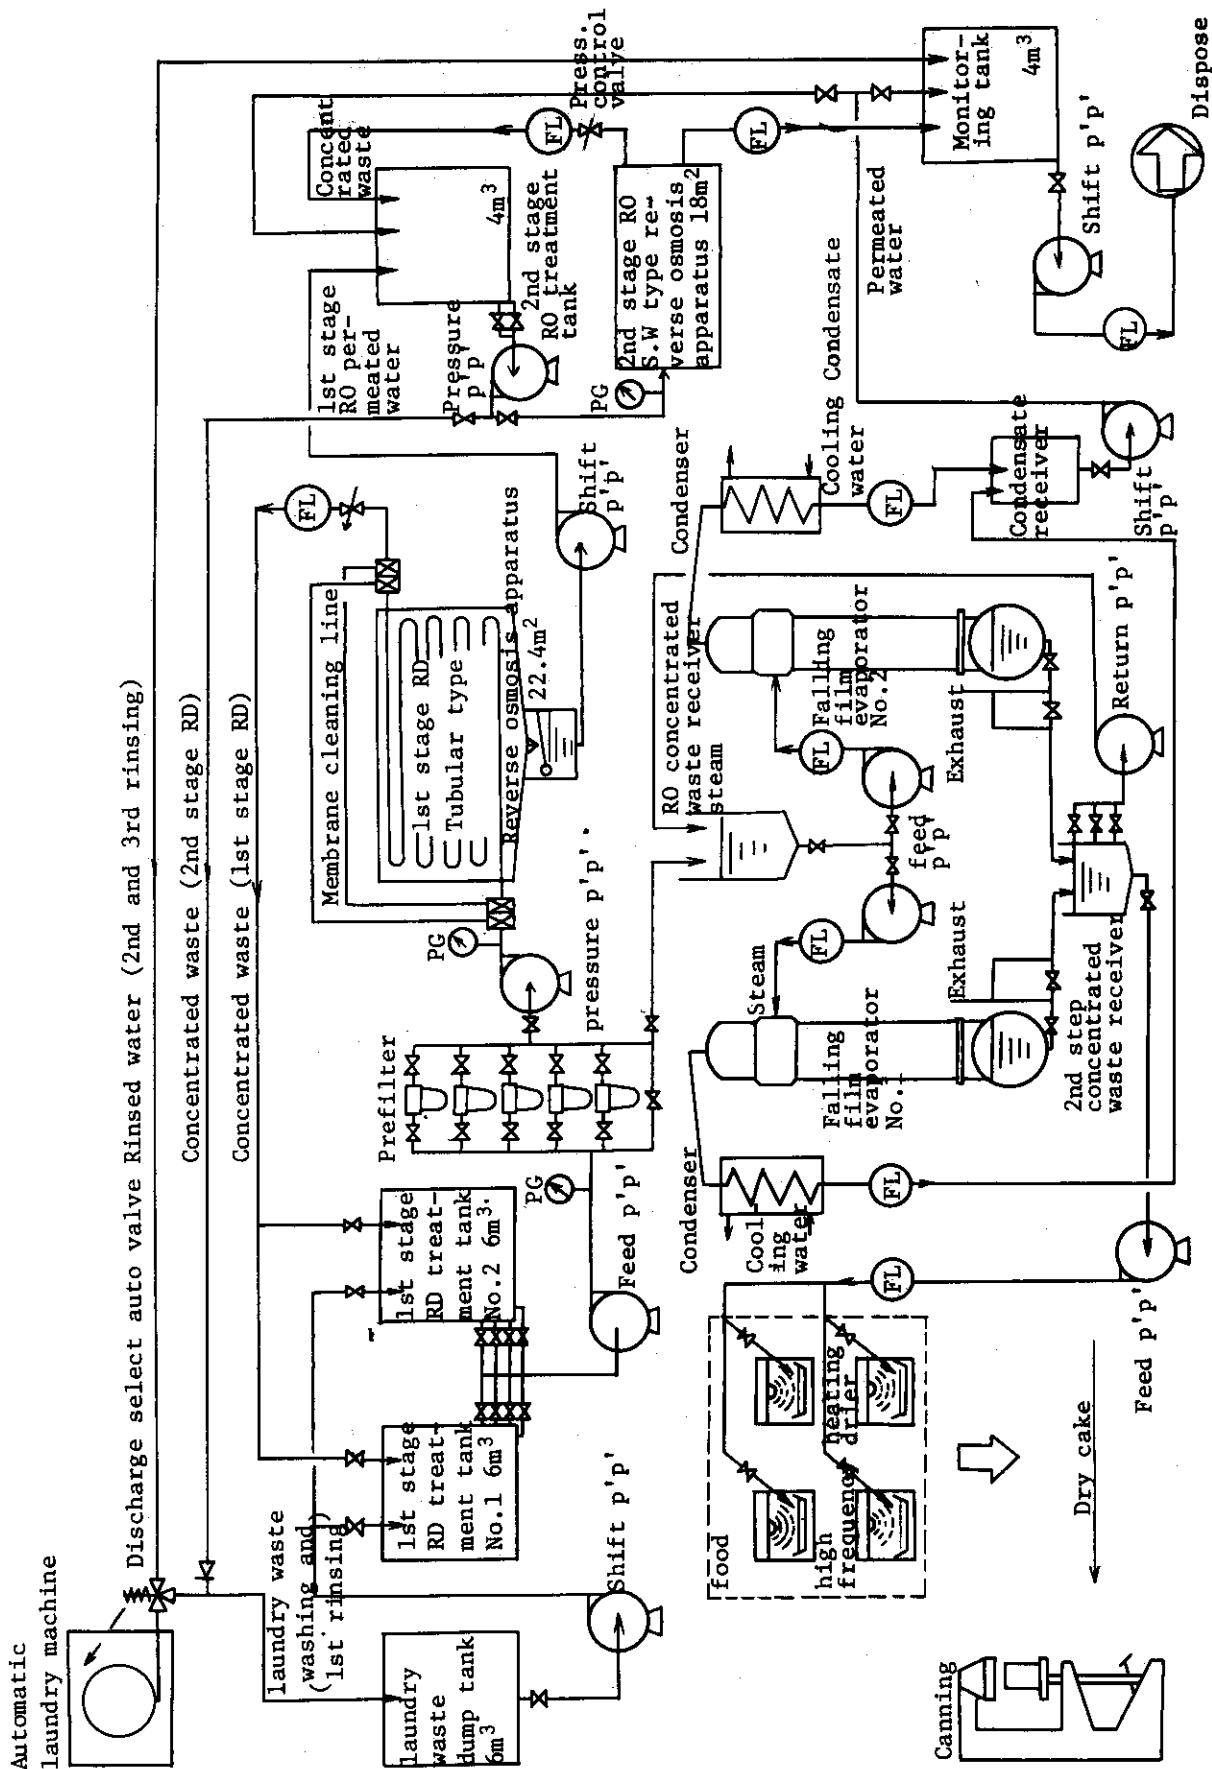 Automatic
laundry machine
Discharge select auto valve Rinsed water (2nd and 3rd rinsing)
Concentrated waste (2nd stage RD)
Concentrated waste (1st stage RD)
laundry waste
(washing and)
(1st rinsing)
laundry
waste
dump tank
6m³
Shift p'p'
1st stage
RD treat-
ment tank
No.1 6m³
1st stage
RD treat-
ment tank
No.2 6m³.
Feed p'p'
PG
Prefilter
pressure p'p'.
PG
Membrane cleaning line
1st stage RD
Tubular type
Reverse osmosis apparatus
22.4m²
FL
Shift
p'p'
1st stage
RO per-
meated
water
Concent
rated
waste
4m³
2nd stage
RO treatment
tank
Pressure
p'p'
FL
Press.
control
valve
PG
2nd stage RO
S.W type re-
verse osmosis
apparatus 18m²
FL
Monitor-
ing tank
4m³
Shift p'p'
FL
Dispose
Permeated
water
Condenser
Cooling Condensate
water
FL
Condensate
receiver
Shift
p'p'
RO concentrated
waste receiver
steam
Falling
film
evaporator
No.2
FL
feed
p'p'
Exhaust
Return p'p'
Steam
FL
Falling
film
evaporator
No.
Exhaust
2nd step
concentrated
waste receiver
Condenser
Cool
ing
water
FL
FL
Feed p'p'
food
high
frequency
heating
drier
Dry cake
Canning